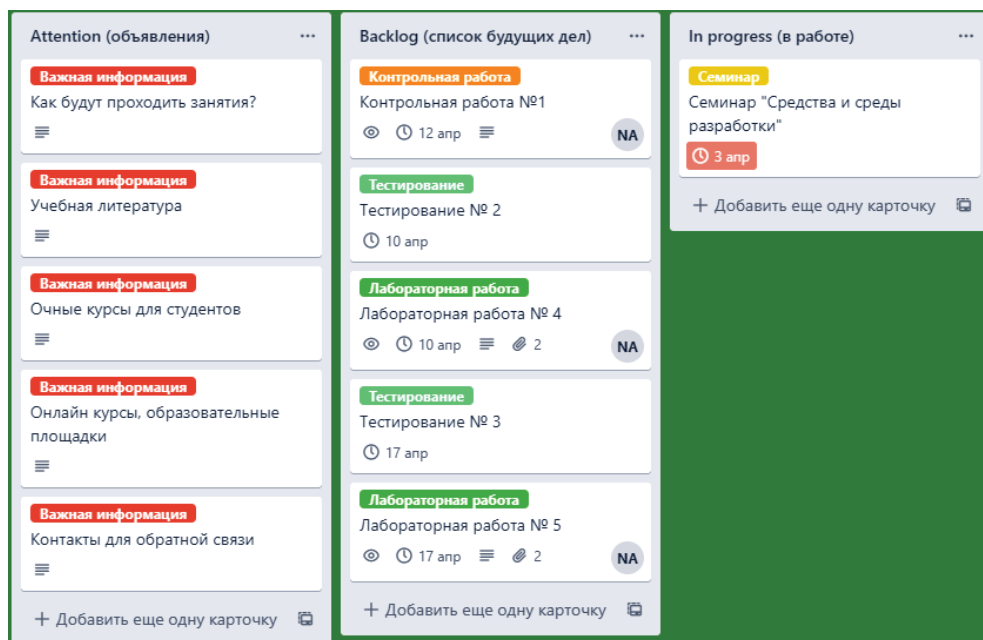 Attention (объявления)
Важная информация
Как будут проходить занятия?
Важная информация
Учебная литература
Важная информация
Очные курсы для студентов
Важная информация
Онлайн курсы, образовательные
площадки
Важная информация
Контакты для обратной связи
+ Добавить еще одну карточку
Backlog (список будущих дел)
Контрольная работа
Контрольная работа №1
12 апр
NA
Тестирование
Тестирование № 2
10 апр
Лабораторная работа
Лабораторная работа № 4
10 апр 2
NA
Тестирование
Тестирование № 3
17 апр
Лабораторная работа
Лабораторная работа № 5
17 апр 2
NA
+ Добавить еще одну карточку
In progress (в работе)
Семинар
Семинар "Средства и среды
разработки"
3 апр
+ Добавить еще одну карточку